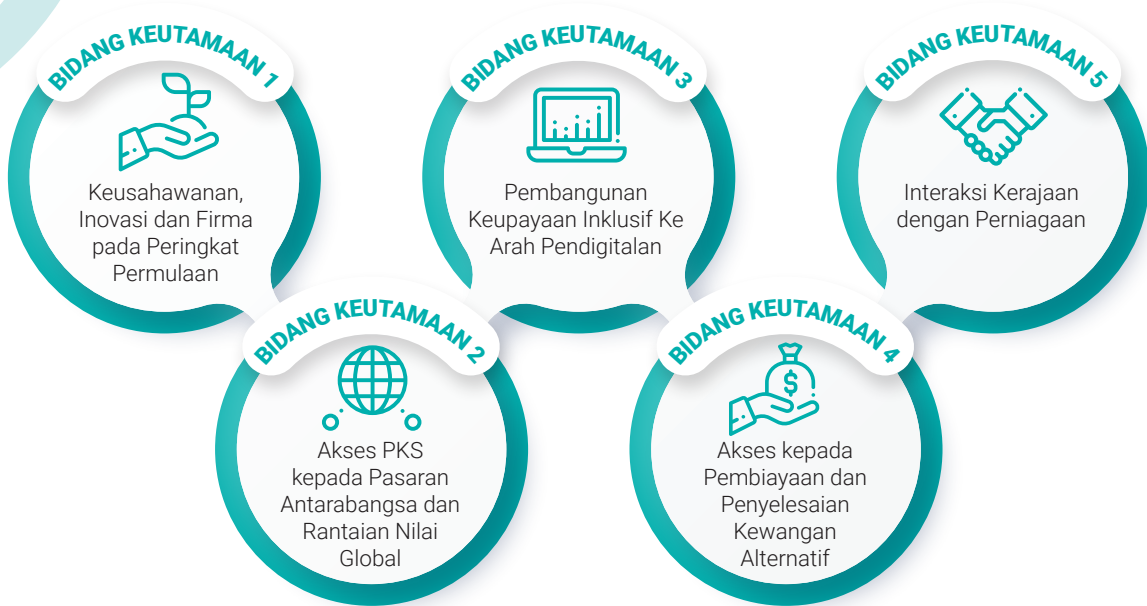 BIDANG KEUTAMAAN 1
Keusahawanan,
Inovasi dan Firma
pada Peringkat
Permulaan
BIDANG KEUTAMAAN 2
Akses PKS
kepada Pasaran
Antarabangsa dan
Rantaian Nilai
Global
BIDANG KEUTAMAAN 3
Pembangunan
Keupayaan Inklusif Ke
Arah Pendigitalan
BIDANG KEUTAMAAN 4
$
Akses kepada
Pembiayaan dan
Penyelesaian
Kewangan
Alternatif
BIDANG KEUTAMAAN 5
Interaksi Kerajaan
dengan Perniagaan